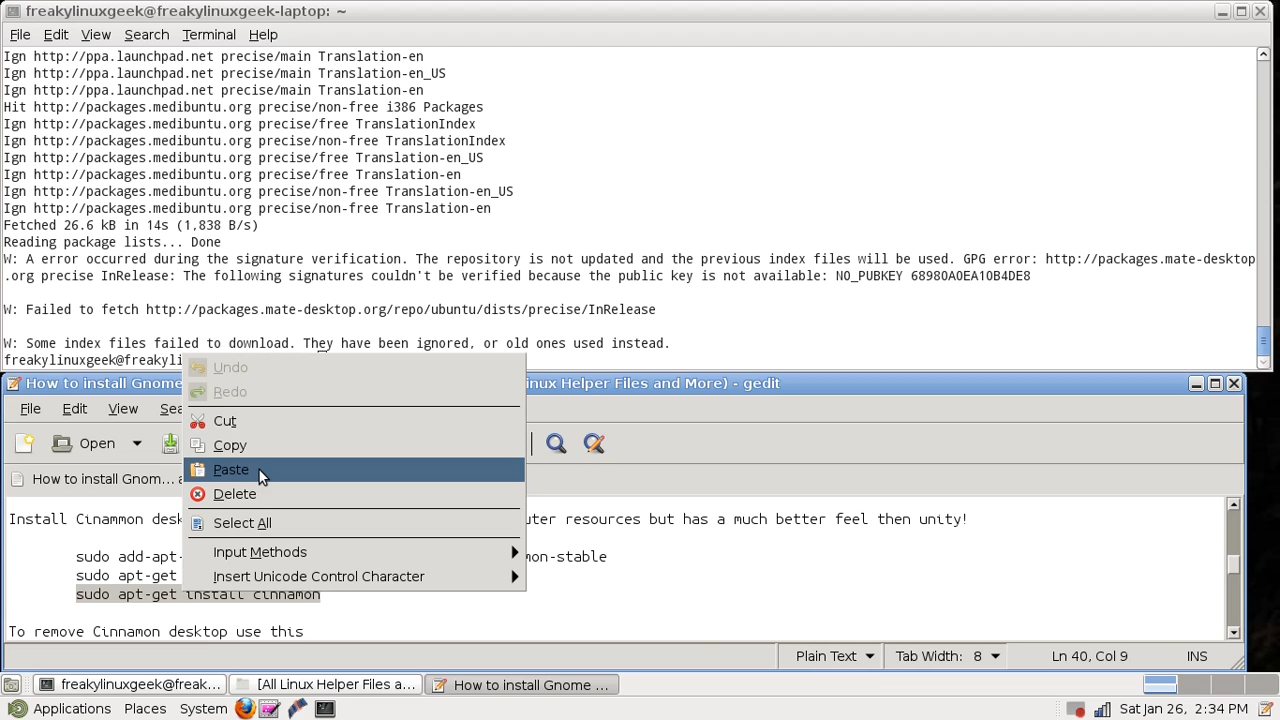 freakylinuxgeek@freakylinuxgeek-laptop: ~
File Edit View Search Terminal Help
Ign http://ppa.launchpad.net precise/main Translation-en
Ign http://ppa.launchpad.net precise/main Translation-en_US
Ign http://ppa.launchpad.net precise/main Translation-en
Hit http://packages.medibuntu.org precise/non-free i386 Packages
Ign http://packages.medibuntu.org precise/free TranslationIndex
Ign http://packages.medibuntu.org precise/non-free TranslationIndex
Ign http://packages.medibuntu.org precise/free Translation-en_US
Ign http://packages.medibuntu.org precise/free Translation-en
Ign http://packages.medibuntu.org precise/non-free Translation-en_US
Ign http://packages.medibuntu.org precise/non-free Translation-en
Fetched 26.6 kB in 14s (1,838 B/s)
Reading package lists... Done
W: A error occurred during the signature verification. The repository is not updated and the previous index files will be used. GPG error: http://packages.mate-desktop
.org precise InRelease: The following signatures couldn't be verified because the public key is not available: NO_PUBKEY 68980A0EA10B4DE8
W: Failed to fetch http://packages.mate-desktop.org/repo/ubuntu/dists/precise/InRelease
W: Some index files failed to download. They have been ignored, or old ones used instead.
freakylinuxgeek@freakyli
Undo
Redo
Cut
Copy
Paste
Delete
Select All
Input Methods
Insert Unicode Control Character
How to install Gnome inux Helper Files and More) - gedit
File Edit View Sea
Open
How to install Gnom... a
Install Cinammon desk uter resources but has a much better feel then unity!
sudo add-apt- on-stable
sudo apt-get
sudo apt-get install cinnamon
To remove Cinnamon desktop use this
Plain Text Tab Width: 8 Ln 40, Col 9 INS
freakylinuxgeek@freak... [All Linux Helper Files a... How to install Gnome ...
Applications Places System Sat Jan 26, 2:34 PM